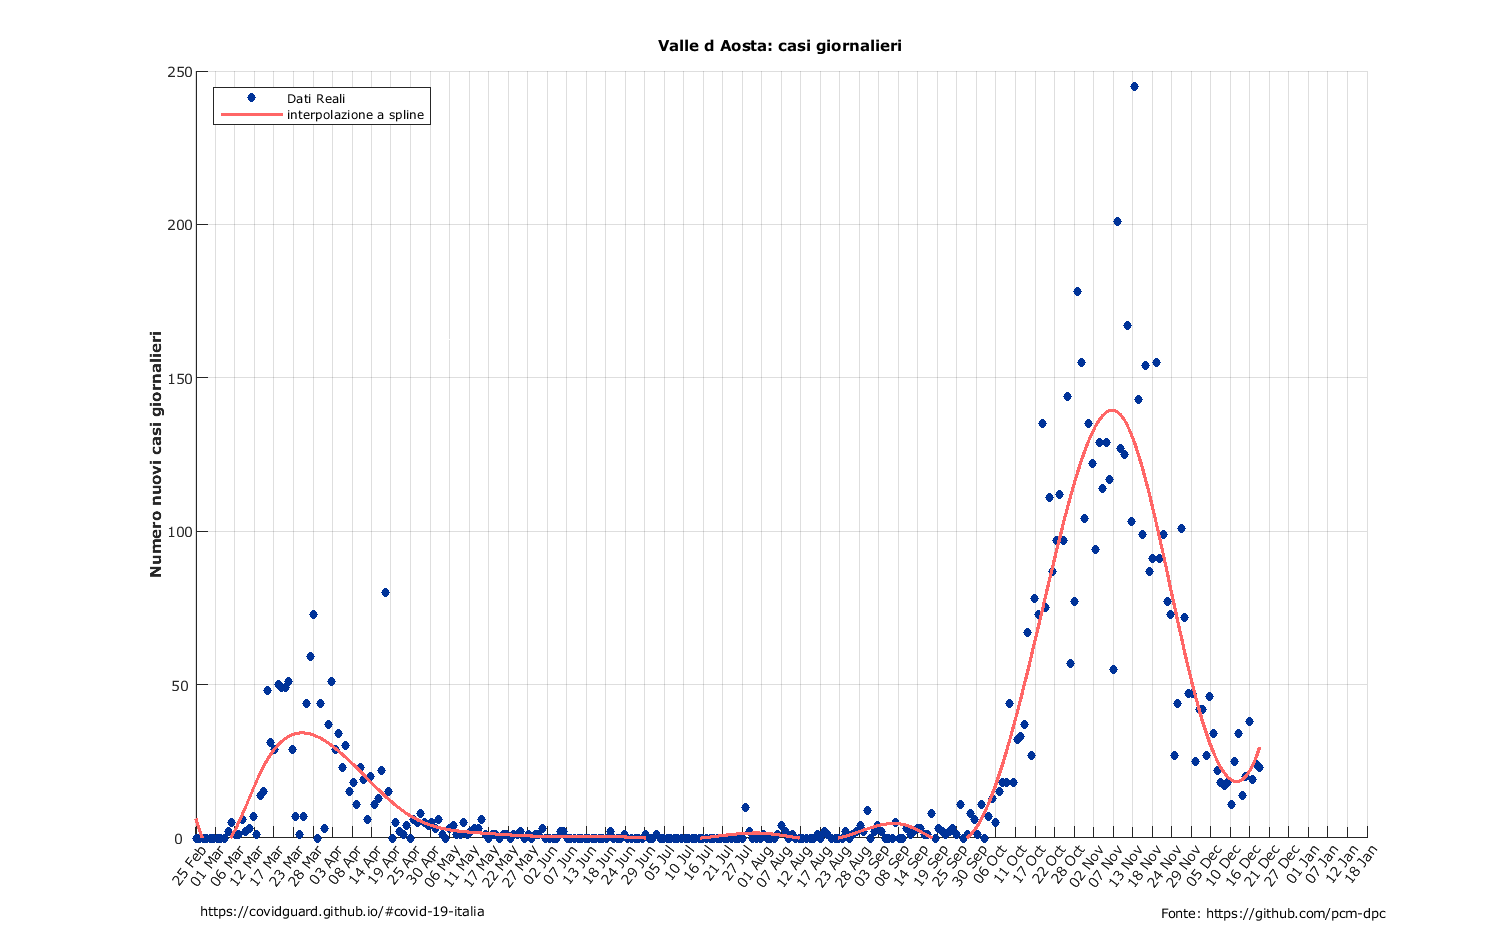 Valle d Aosta: casi giornalieri
Dati Reali
interpolazione a spline
Numero nuovi casi giornalieri
250
200
150
100
50
0
25 Feb
01 Mar
06 Mar
12 Mar
17 Mar
23 Mar
28 Mar
03 Apr
08 Apr
14 Apr
19 Apr
25 Apr
30 Apr
06 May
11 May
17 May
22 May
27 May
02 Jun
07 Jun
13 Jun
18 Jun
24 Jun
29 Jun
05 Jul
10 Jul
16 Jul
21 Jul
27 Jul
01 Aug
07 Aug
12 Aug
17 Aug
23 Aug
28 Aug
03 Sep
08 Sep
14 Sep
19 Sep
25 Sep
30 Sep
06 Oct
11 Oct
17 Oct
22 Oct
28 Oct
02 Nov
07 Nov
13 Nov
18 Nov
24 Nov
29 Nov
05 Dec
10 Dec
16 Dec
21 Dec
27 Dec
01 Jan
07 Jan
12 Jan
18 Jan
https://covidguard.github.io/#covid-19-italia
Fonte: https://github.com/pcm-dpc